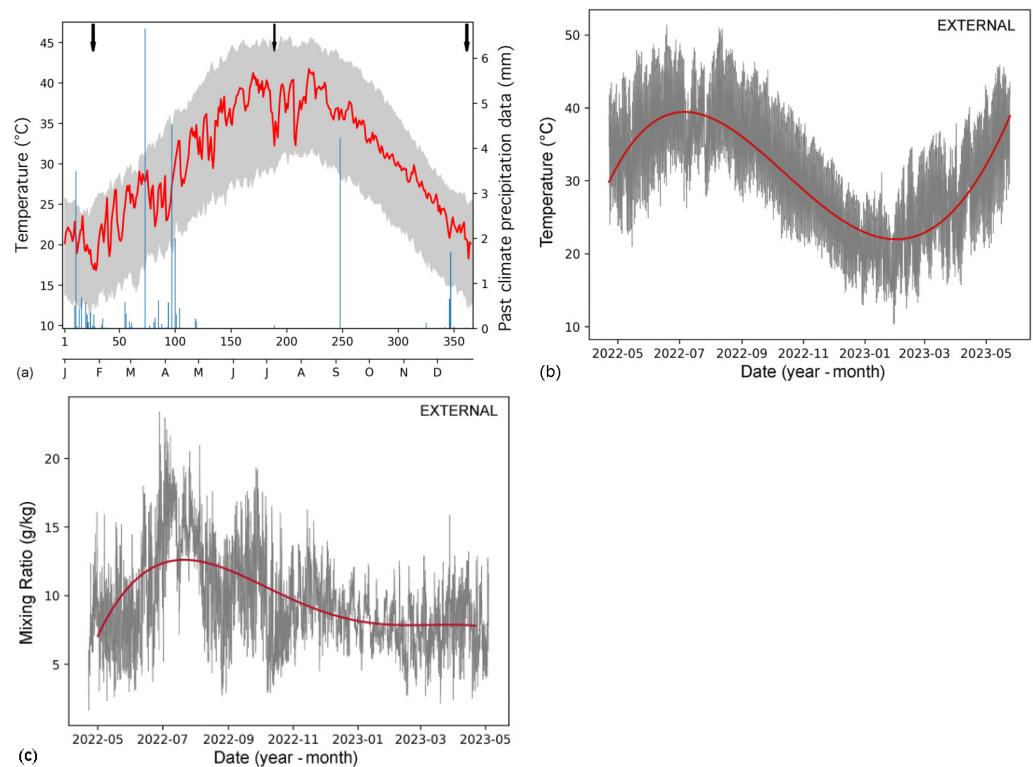 Temperature (°C)
45
40
35
30
25
20
15
10
Past climate precipitation data (mm)
6
5
4
3
2
1
0
1 50 100 150 200 250 300 350
J F M A M J J A S O N D
(a)
EXTERNAL
Temperature (°C)
50
40
30
20
10
2022-05 2022-07 2022-09 2022-11 2023-01 2023-03 2023-05
Date (year - month)
(b)
EXTERNAL
Mixing Ratio (g/kg)
20
15
10
5
2022-05 2022-07 2022-09 2022-11 2023-01 2023-03 2023-05
Date (year - month)
(c)